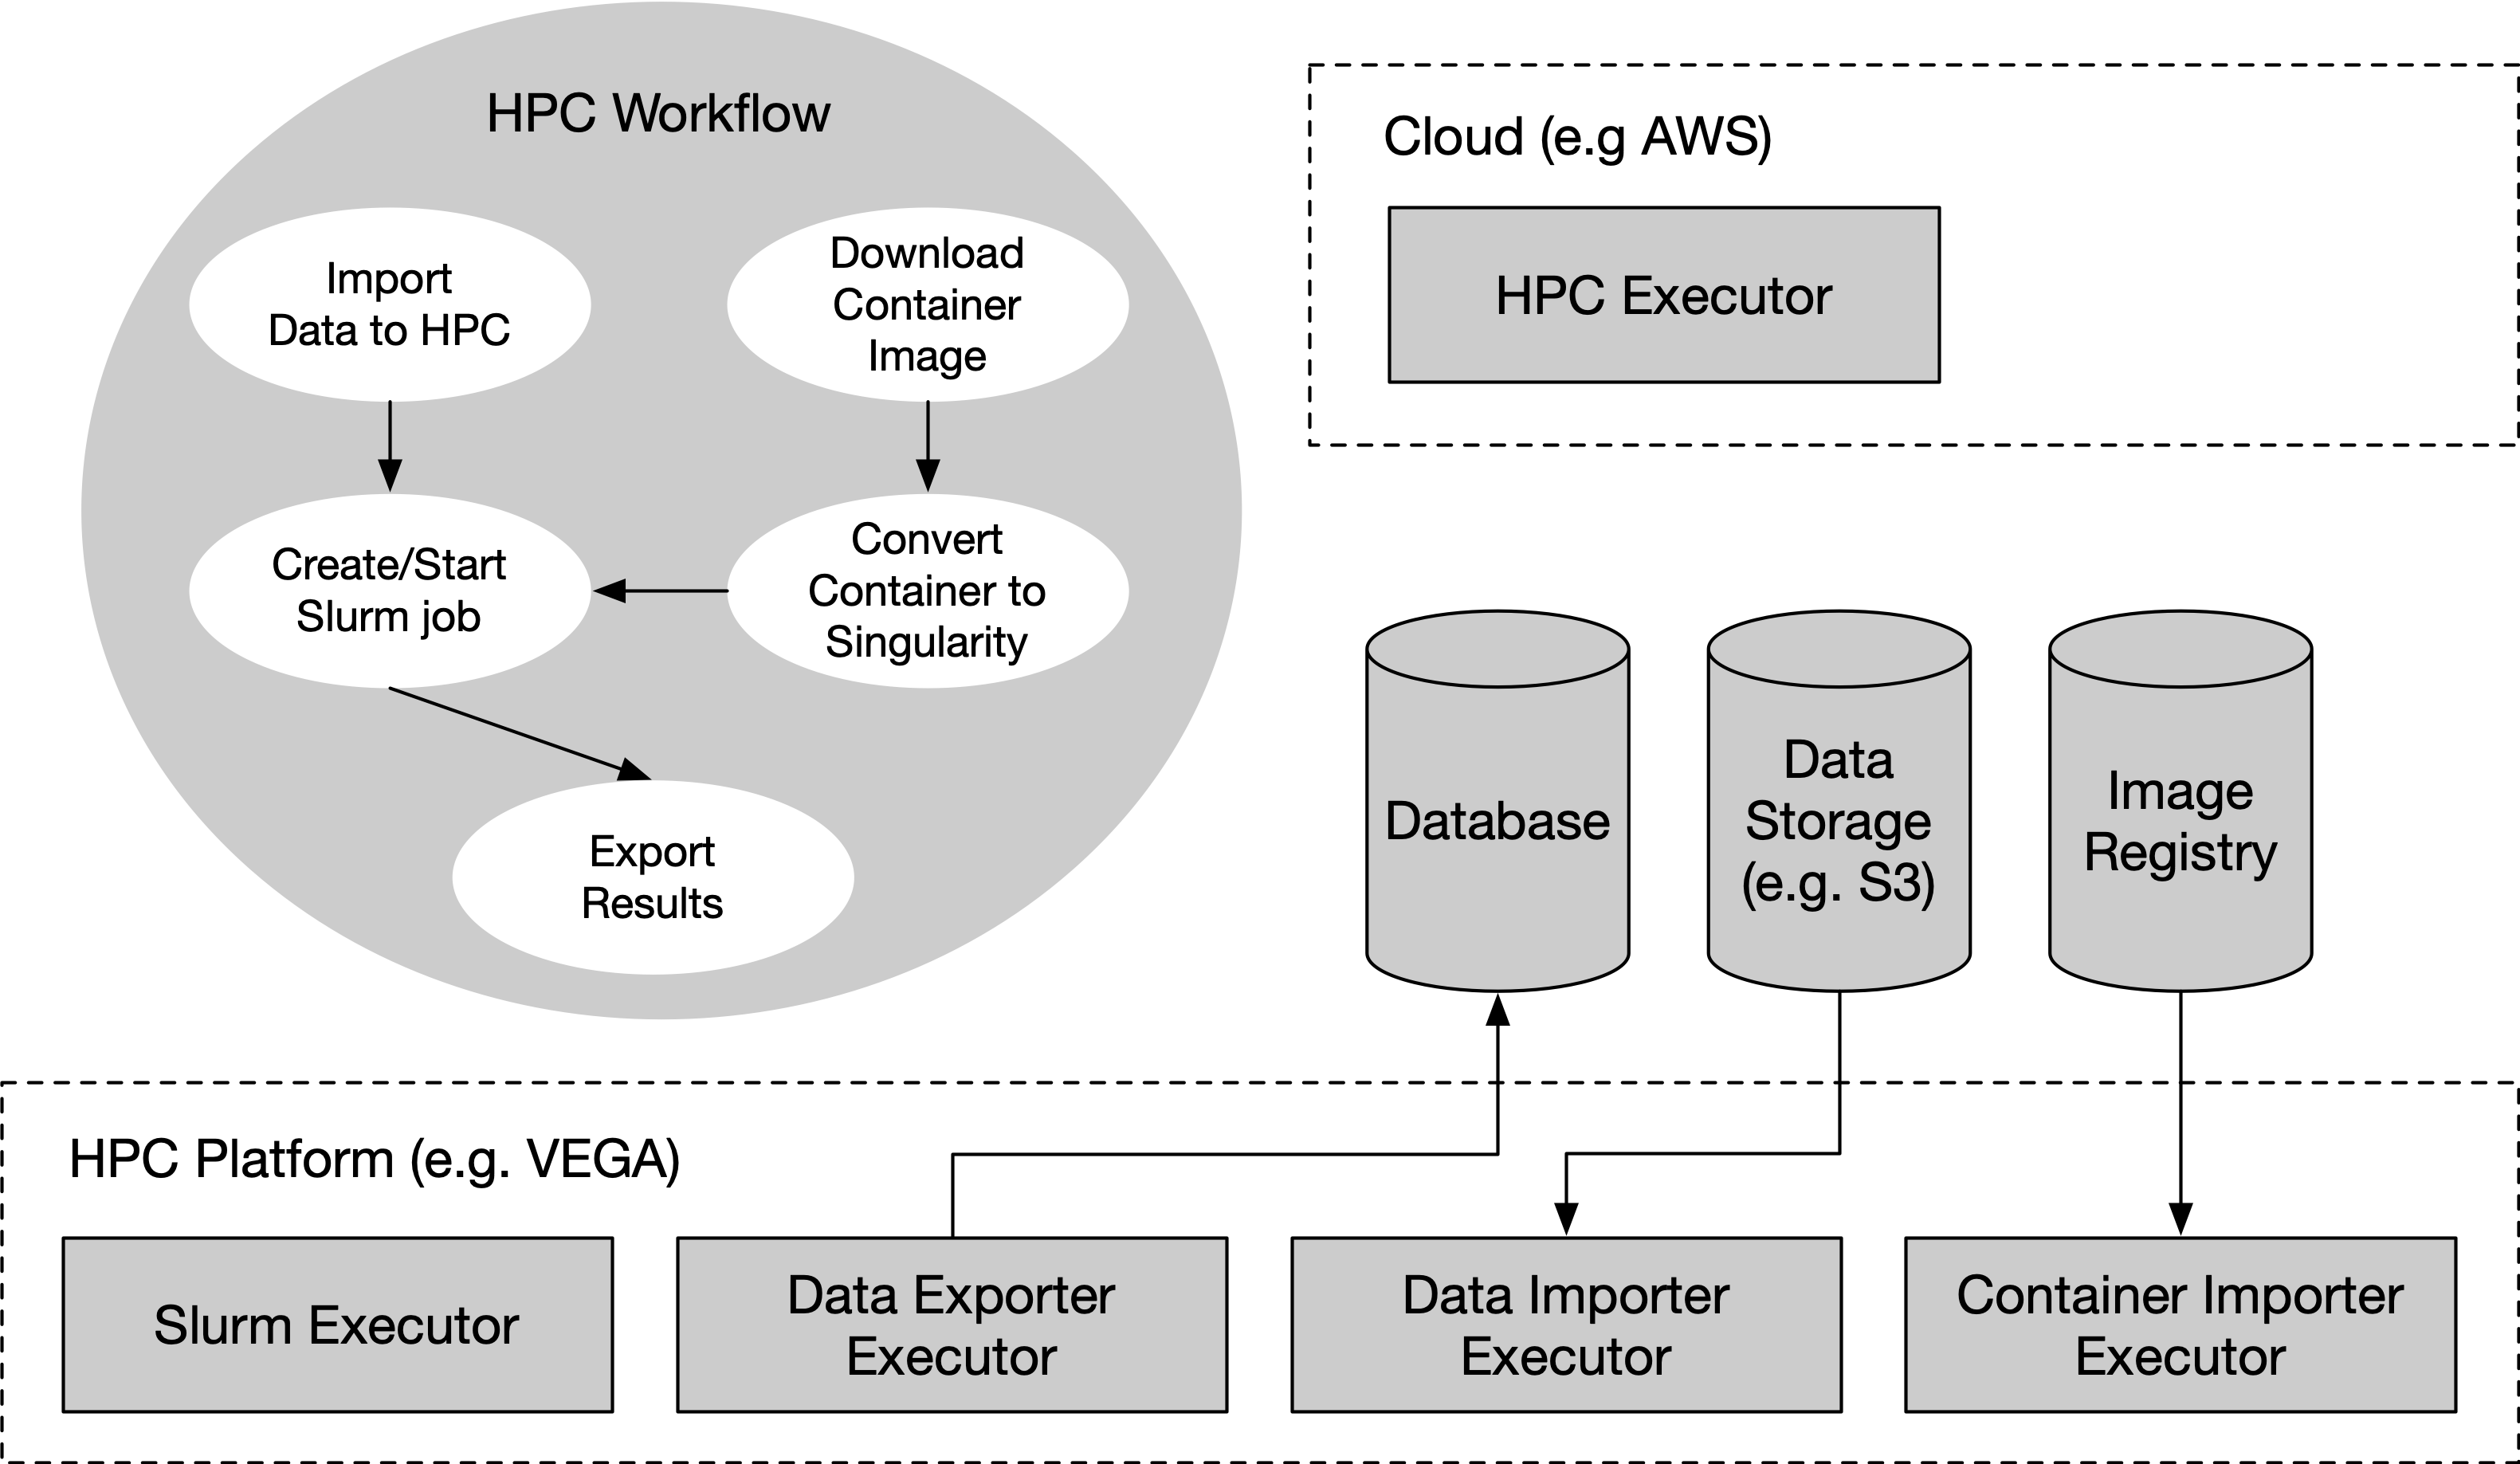 HPC Workflow
Import
Data to HPC
Download
Container
Image
Create/Start
Slurm job
Convert
Container to
Singularity
Export
Results
Cloud (e.g AWS)
HPC Executor
Database
Data
Storage
(e.g. S3)
Image
Registry
HPC Platform (e.g. VEGA)
Slurm Executor
Data Exporter
Executor
Data Importer
Executor
Container Importer
Executor